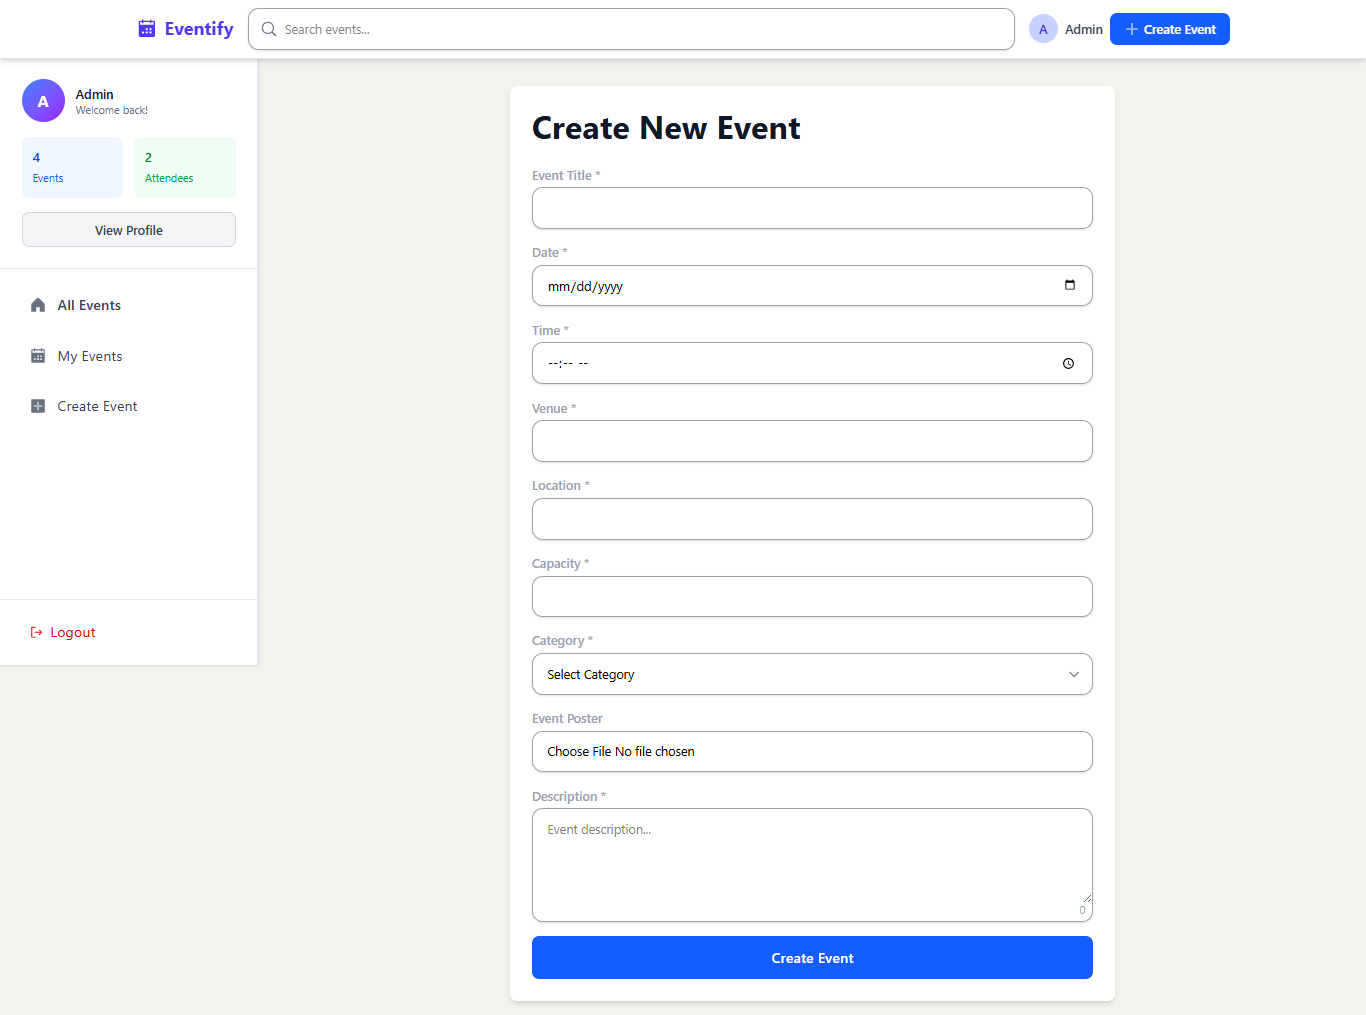 Eventify
Search events...
A
Admin
Create Event
A
Admin
Welcome back!
4
Events
2
Attendees
View Profile
All Events
My Events
Create Event
Logout
Create New Event
Event Title *
Date *
mm/dd/yyyy
Time *
--:-- --
Venue *
Location *
Capacity *
Category *
Select Category
Event Poster
Choose File No file chosen
Description *
Event description...
0
Create Event